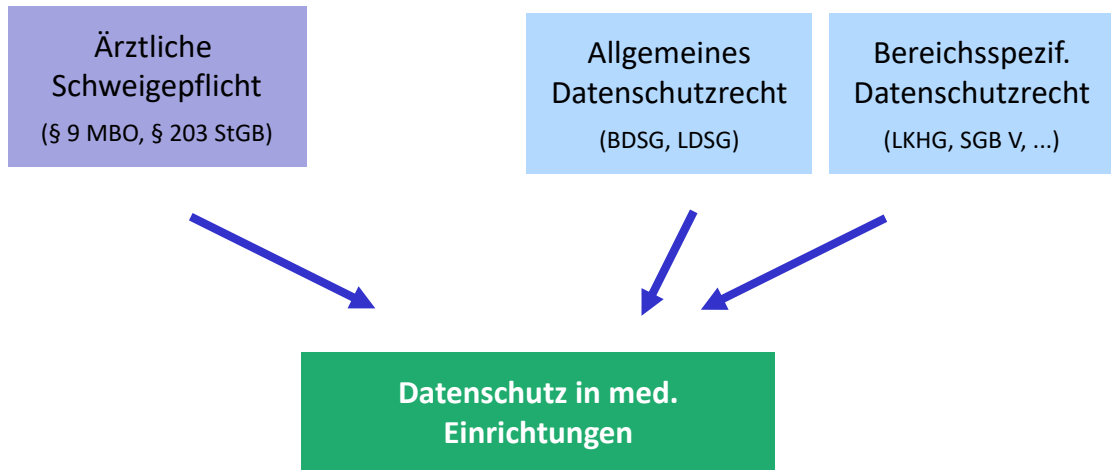 Ärztliche
Schweigepflicht
(§ 9 MBO, § 203 StGB)
Allgemeines
Datenschutzrecht
(BDSG, LDSG)
Bereichsspezif.
Datenschutzrecht
(LKHG, SGB V, ...)
Datenschutz in med.
Einrichtungen